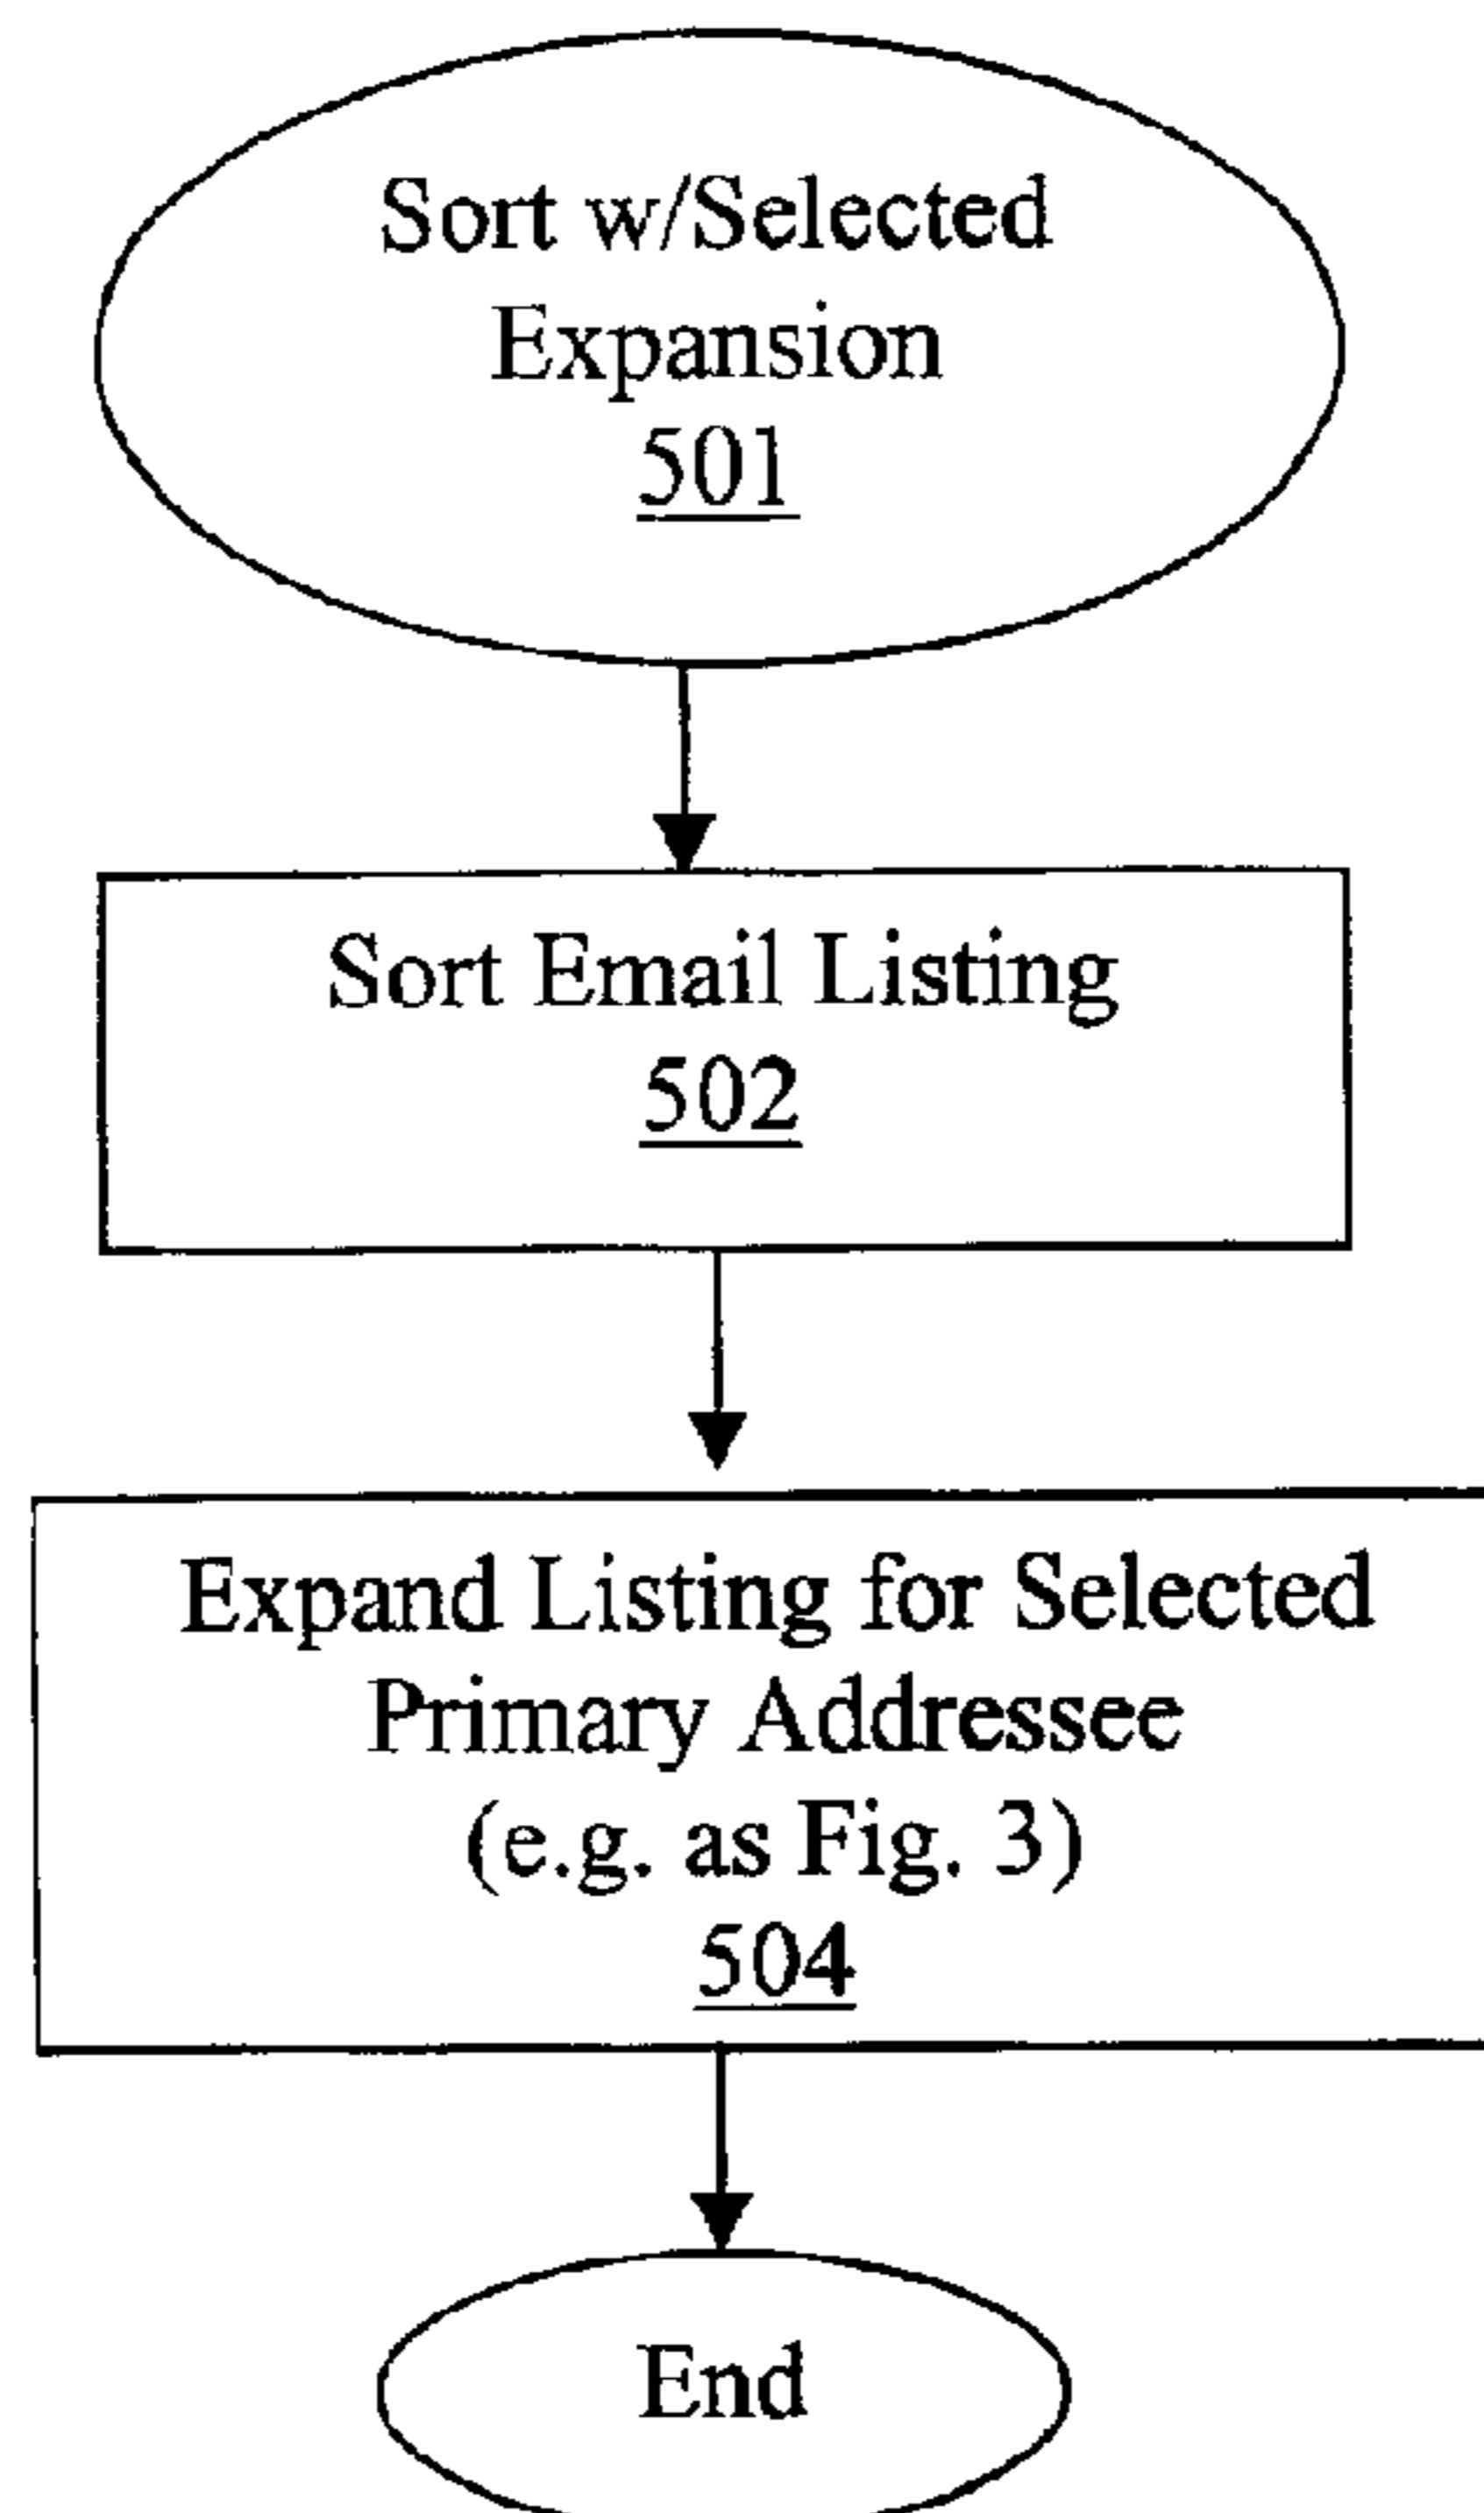 Sort w/Selected
Expansion
501
Sort Email Listing
502
Expand Listing for Selected
Primary Addressee
(e.g. as Fig. 3)
504
End